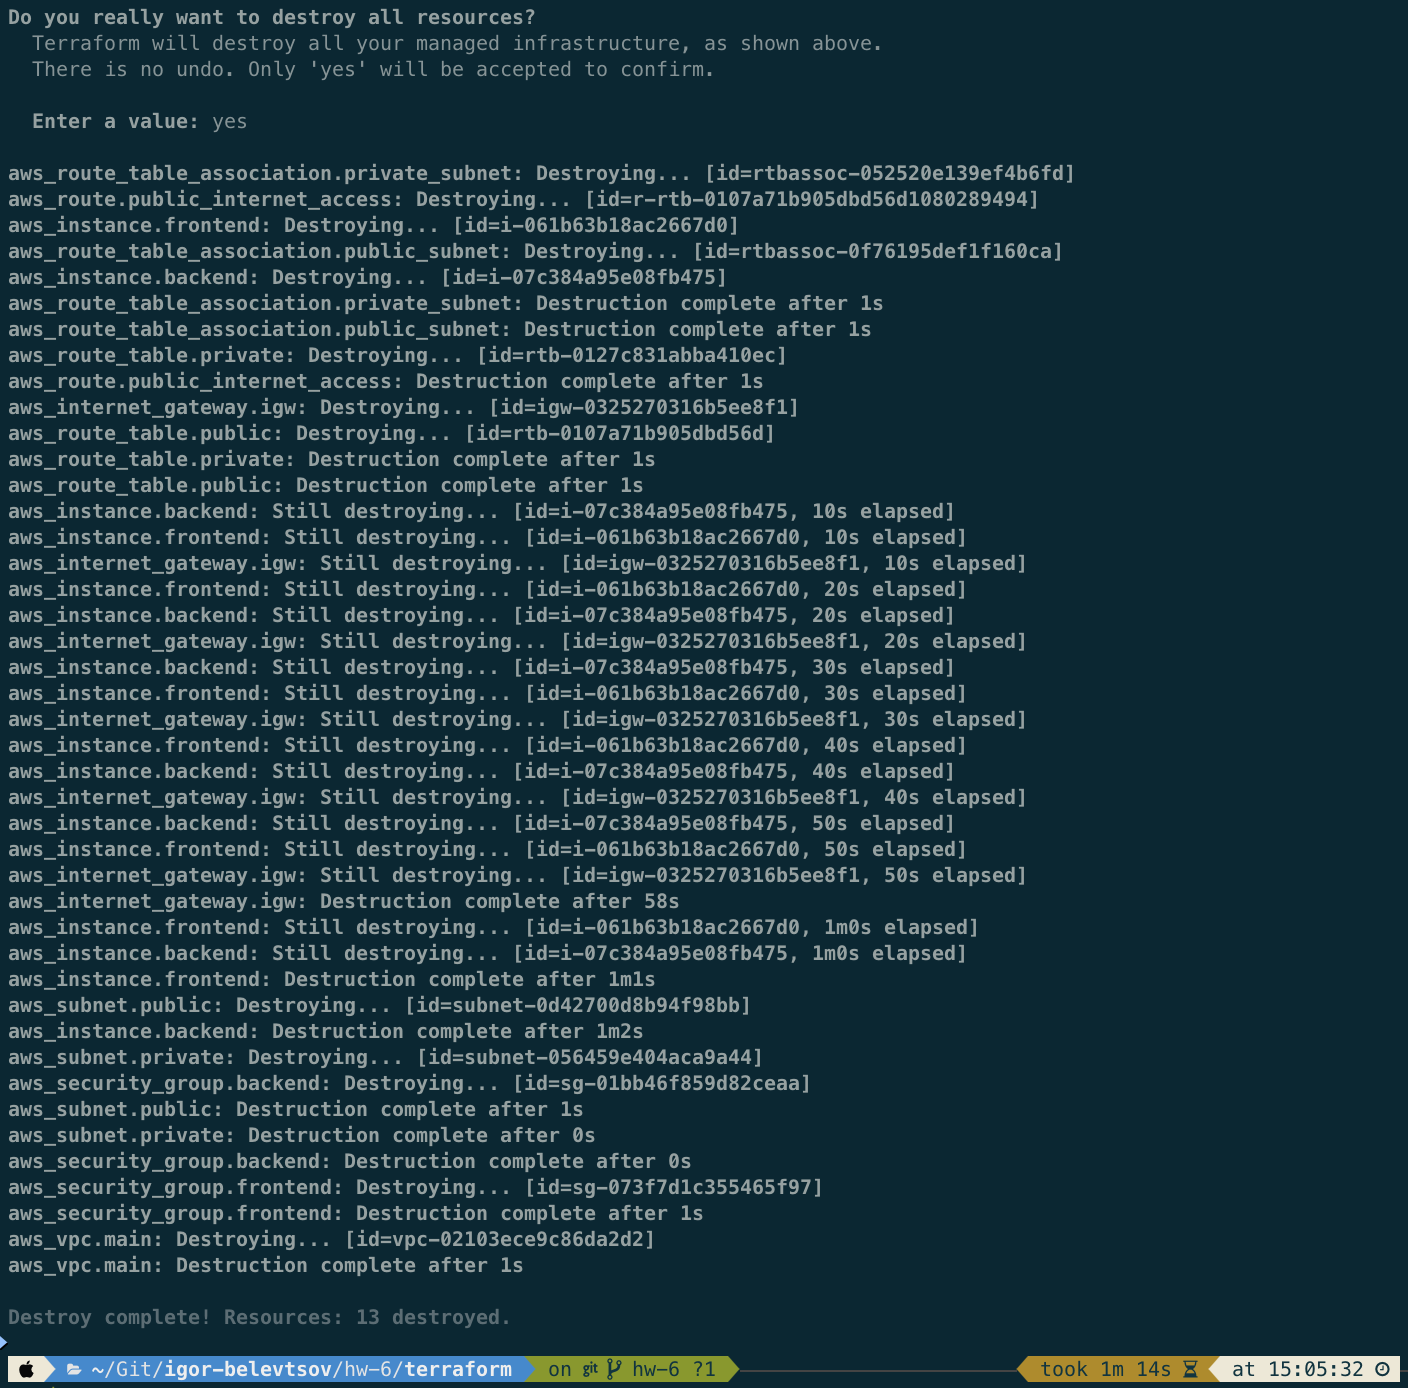 Do you really want to destroy all resources?
Terraform will destroy all your managed infrastructure, as shown above.
There is no undo. Only 'yes' will be accepted to confirm.
Enter a value: yes
aws_route_table_association.private_subnet: Destroying... [id=rtbassoc-052520e139ef4b6fd]
aws_route.public_internet_access: Destroying... [id=r-rtb-0107a71b905dbd56d1080289494]
aws_instance.frontend: Destroying... [id=i-061b63b18ac2667d0]
aws_route_table_association.public_subnet: Destroying... [id=rtbassoc-0f76195def1f160ca]
aws_instance.backend: Destroying... [id=i-07c384a95e08fb475]
aws_route_table_association.private_subnet: Destruction complete after 1s
aws_route_table_association.public_subnet: Destruction complete after 1s
aws_route_table.private: Destroying... [id=rtb-0127c831abba410ec]
aws_route.public_internet_access: Destruction complete after 1s
aws_internet_gateway.igw: Destroying... [id=igw-0325270316b5ee8f1]
aws_route_table.public: Destroying... [id=rtb-0107a71b905dbd56d]
aws_route_table.private: Destruction complete after 1s
aws_route_table.public: Destruction complete after 1s
aws_instance.backend: Still destroying... [id=i-07c384a95e08fb475, 10s elapsed]
aws_instance.frontend: Still destroying... [id=i-061b63b18ac2667d0, 10s elapsed]
aws_internet_gateway.igw: Still destroying... [id=igw-0325270316b5ee8f1, 10s elapsed]
aws_instance.frontend: Still destroying... [id=i-061b63b18ac2667d0, 20s elapsed]
aws_instance.backend: Still destroying... [id=i-07c384a95e08fb475, 20s elapsed]
aws_internet_gateway.igw: Still destroying... [id=igw-0325270316b5ee8f1, 20s elapsed]
aws_instance.backend: Still destroying... [id=i-07c384a95e08fb475, 30s elapsed]
aws_instance.frontend: Still destroying... [id=i-061b63b18ac2667d0, 30s elapsed]
aws_internet_gateway.igw: Still destroying... [id=igw-0325270316b5ee8f1, 30s elapsed]
aws_instance.frontend: Still destroying... [id=i-061b63b18ac2667d0, 40s elapsed]
aws_instance.backend: Still destroying... [id=i-07c384a95e08fb475, 40s elapsed]
aws_internet_gateway.igw: Still destroying... [id=igw-0325270316b5ee8f1, 40s elapsed]
aws_instance.backend: Still destroying... [id=i-07c384a95e08fb475, 50s elapsed]
aws_instance.frontend: Still destroying... [id=i-061b63b18ac2667d0, 50s elapsed]
aws_internet_gateway.igw: Still destroying... [id=igw-0325270316b5ee8f1, 50s elapsed]
aws_internet_gateway.igw: Destruction complete after 58s
aws_instance.frontend: Still destroying... [id=i-061b63b18ac2667d0, 1m0s elapsed]
aws_instance.backend: Still destroying... [id=i-07c384a95e08fb475, 1m0s elapsed]
aws_instance.frontend: Destruction complete after 1m1s
aws_subnet.public: Destroying... [id=subnet-0d42700d8b94f98bb]
aws_instance.backend: Destruction complete after 1m2s
aws_subnet.private: Destroying... [id=subnet-056459e404aca9a44]
aws_security_group.backend: Destroying... [id=sg-01bb46f859d82ceaa]
aws_subnet.public: Destruction complete after 1s
aws_subnet.private: Destruction complete after 0s
aws_security_group.backend: Destruction complete after 0s
aws_security_group.frontend: Destroying... [id=sg-073f7d1c355465f97]
aws_security_group.frontend: Destruction complete after 1s
aws_vpc.main: Destroying... [id=vpc-02103ece9c86da2d2]
aws_vpc.main: Destruction complete after 1s
Destroy complete! Resources: 13 destroyed.
~/Git/igor-belevtsov/hw-6/terraform on git hw-6 ?1 took 1m 14s at 15:05:32